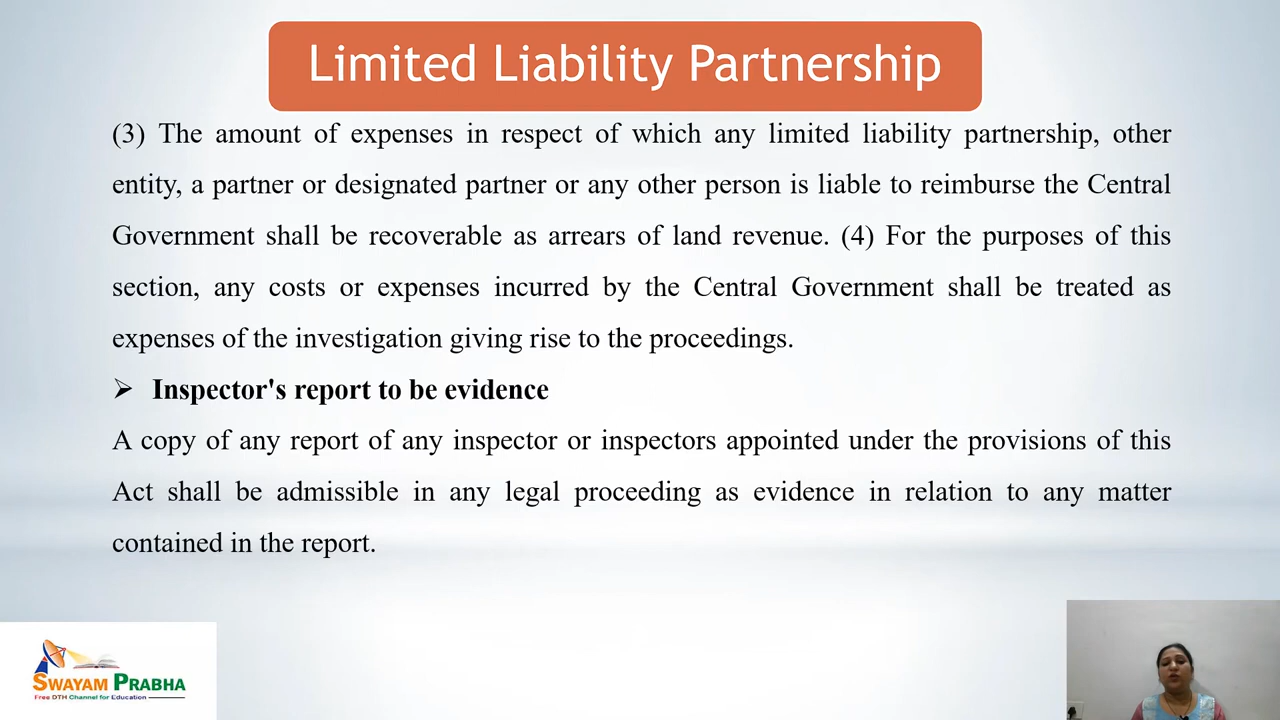 Limited Liability Partnership
(3) The amount of expenses in respect of which any limited liability partnership, other
entity, a partner or designated partner or any other person is liable to reimburse the Central
Government shall be recoverable as arrears of land revenue. (4) For the purposes of this
section, any costs or expenses incurred by the Central Government shall be treated as
expenses of the investigation giving rise to the proceedings.
➢ Inspector's report to be evidence
A copy of any report of any inspector or inspectors appointed under the provisions of this
Act shall be admissible in any legal proceeding as evidence in relation to any matter
contained in the report.
SWAYAM PRABHA
Free DTH Channel for Education